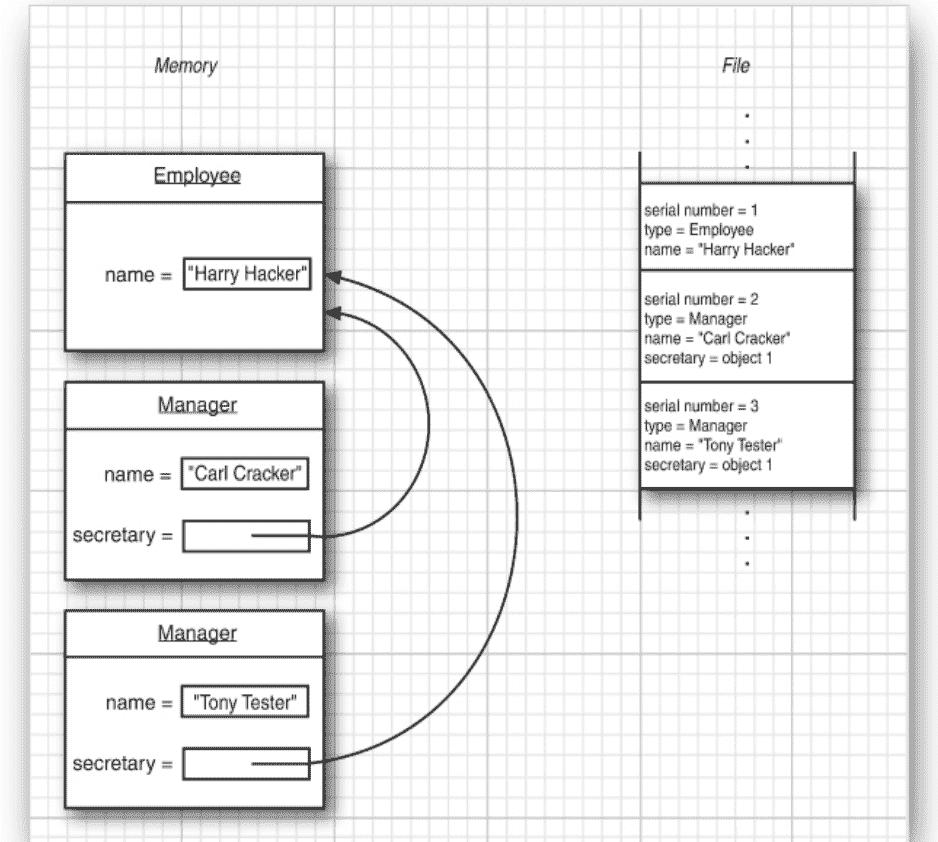 Memory
File
Employee
name = "Harry Hacker"
Manager
name = "Carl Cracker"
secretary =
Manager
name = "Tony Tester"
secretary =
serial number = 1
type = Employee
name = "Harry Hacker"
serial number = 2
type = Manager
name = "Carl Cracker"
secretary = object 1
serial number = 3
type = Manager
name = "Tony Tester"
secretary = object 1